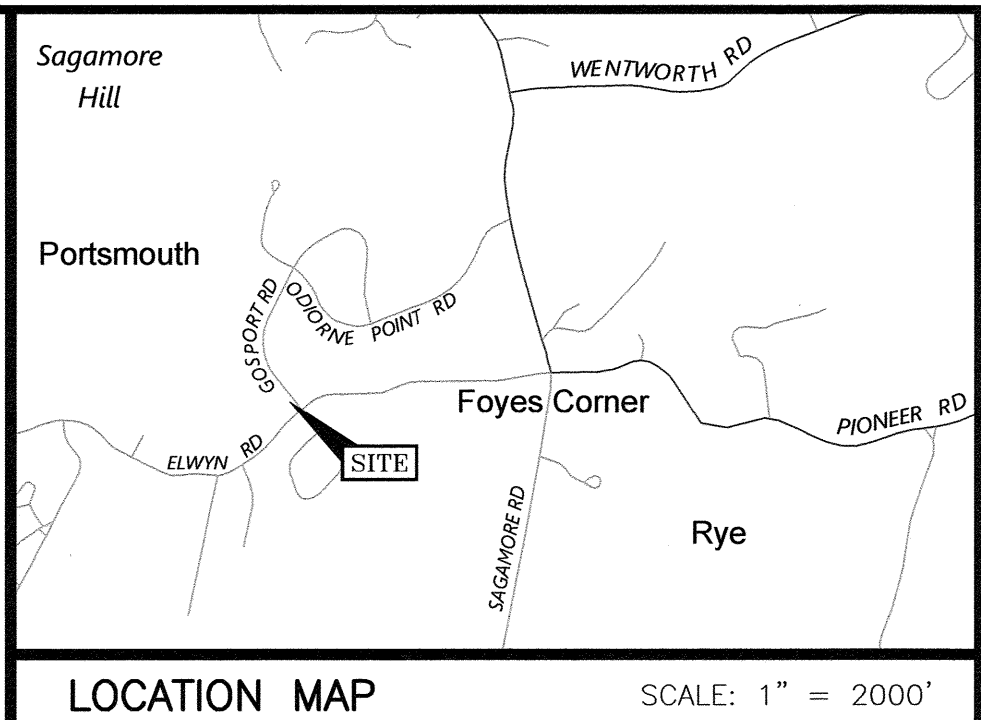 Sagamore
Hill
WENTWORTH RD
Portsmouth
GOSPORT RD
ODIORNE POINT RD
Foyes Corner
PIONEER RD
ELWYN RD
SITE
SAGAMORE RD
Rye
LOCATION MAP
SCALE: 1" = 2000'